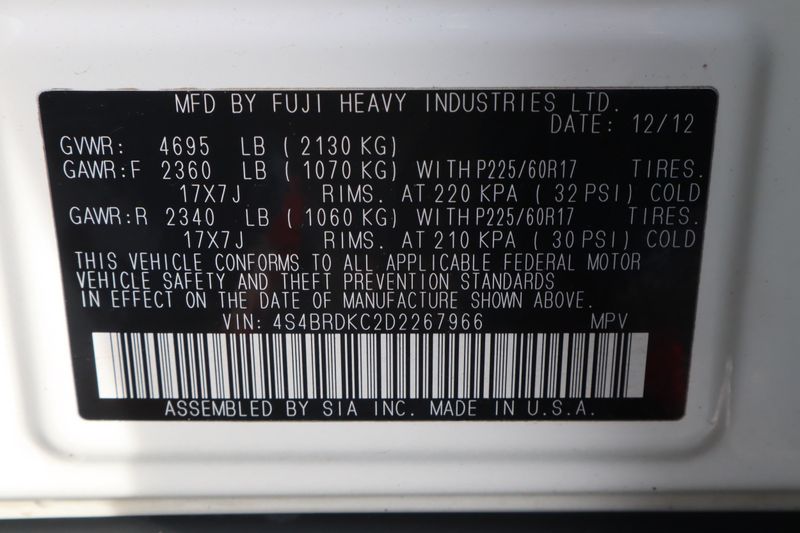 MFD BY FUJI HEAVY INDUSTRIES LTD.
DATE: 12/12
GVWR: 4695 LB ( 2130 KG)
GAWR:F 2360 LB ( 1070 KG) WITH P225/60R17 TIRES.
17X7J RIMS. AT 220 KPA ( 32 PSI) COLD
GAWR:R 2340 LB ( 1060 KG) WITH P225/60R17 TIRES.
17X7J RIMS. AT 210 KPA ( 30 PSI) COLD
THIS VEHICLE CONFORMS TO ALL APPLICABLE FEDERAL MOTOR
VEHICLE SAFETY AND THEFT PREVENTION STANDARDS
IN EFFECT ON THE DATE OF MANUFACTURE SHOWN ABOVE.
VIN: 4S4BRDKC2D2267966 MPV
ASSEMBLED BY SIA INC. MADE IN U.S.A.